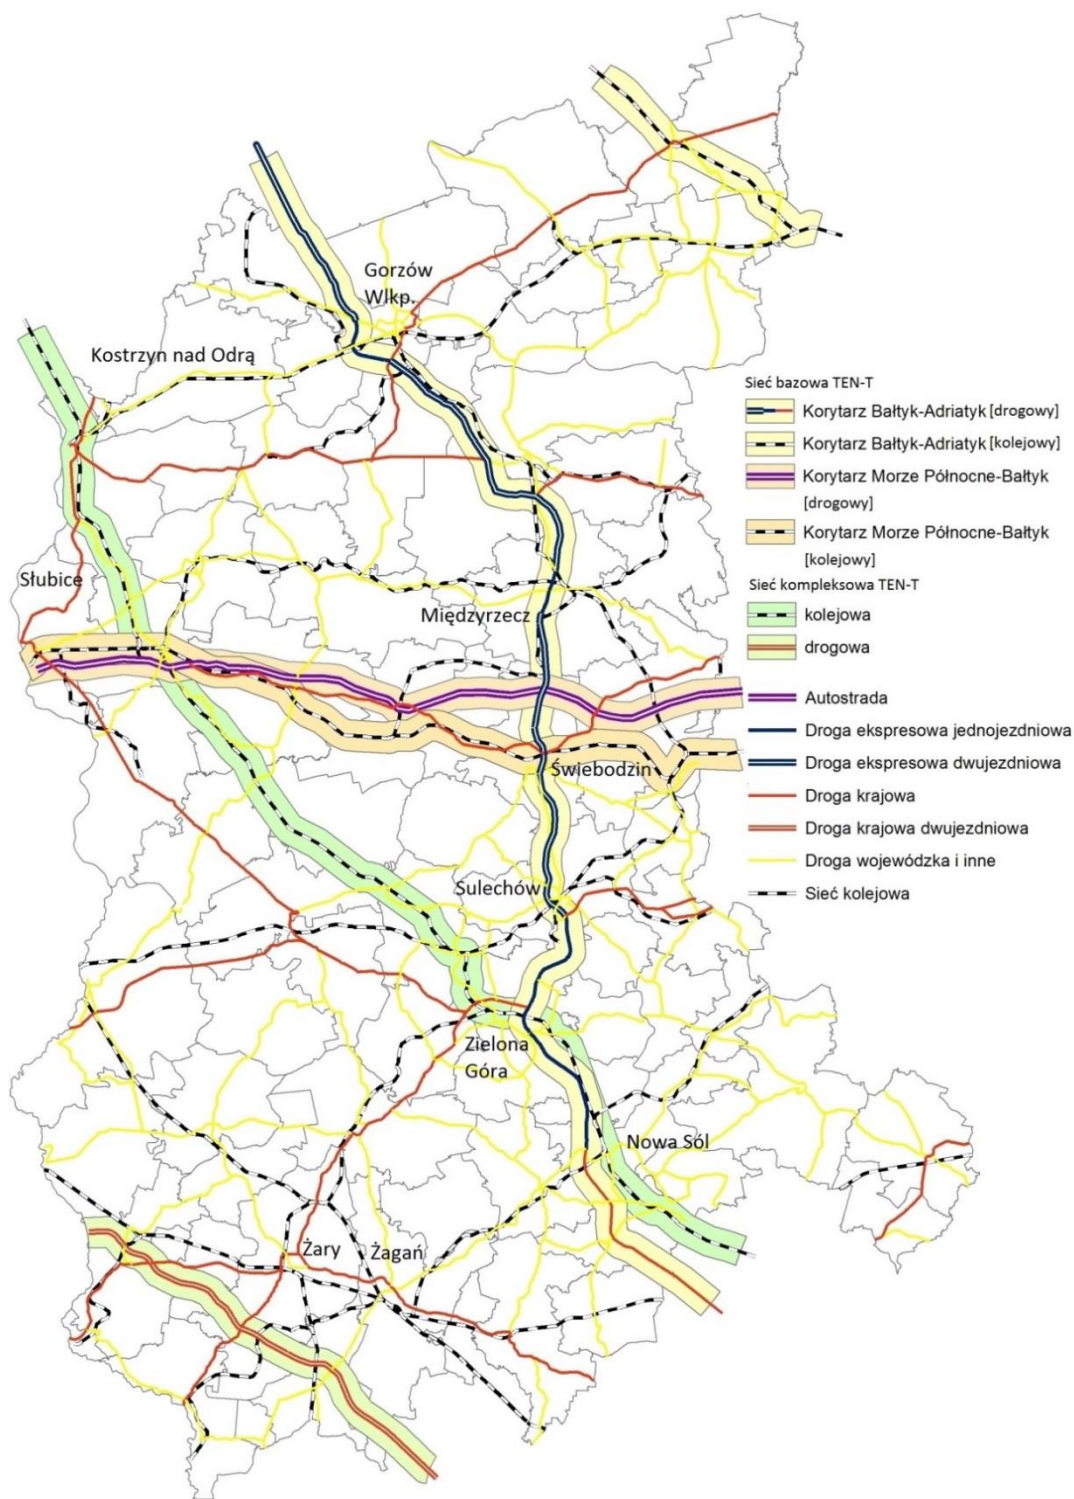 Gorzów
Wlkp.
Kostrzyn nad Odrą
Słubice
Międzyrzecz
Świebodzin
Sulechów
Zielona
Góra
Nowa Sól
Żary
Żagań
Sieć bazowa TEN-T
Korytarz Bałtyk-Adriatyk [drogowy]
Korytarz Bałtyk-Adriatyk [kolejowy]
Korytarz Morze Północne-Bałtyk
[drogowy]
Korytarz Morze Północne-Bałtyk
[kolejowy]
Sieć kompleksowa TEN-T
kolejowa
drogowa
Autostrada
Droga ekspresowa jednojezdniowa
Droga ekspresowa dwujezdniowa
Droga krajowa
Droga krajowa dwujezdniowa
Droga wojewódzka i inne
Sieć kolejowa